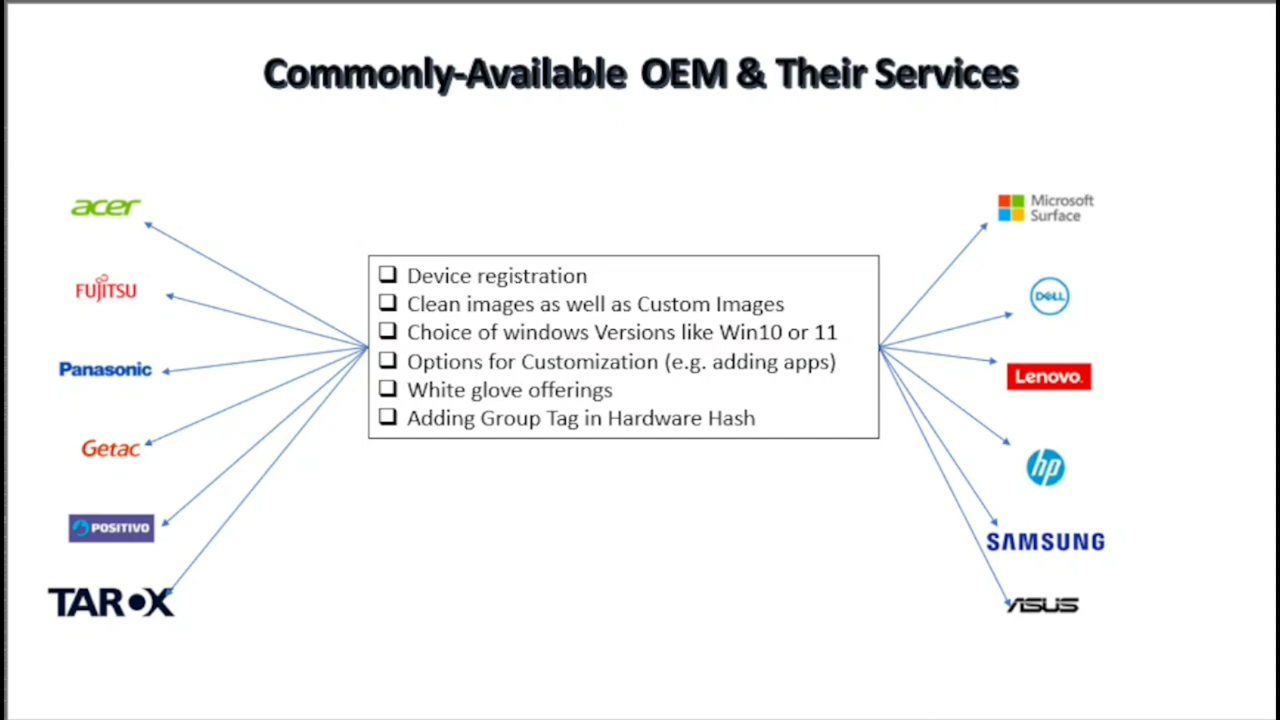 Commonly-Available OEM & Their Services
acer
FUJITSU
Panasonic
Getac
POSITIVO
TAROX
Device registration
Clean images as well as Custom Images
Choice of windows Versions like Win10 or 11
Options for Customization (e.g. adding apps)
White glove offerings
Adding Group Tag in Hardware Hash
Microsoft
Surface
DELL
Lenovo.
hp
SAMSUNG
ASUS